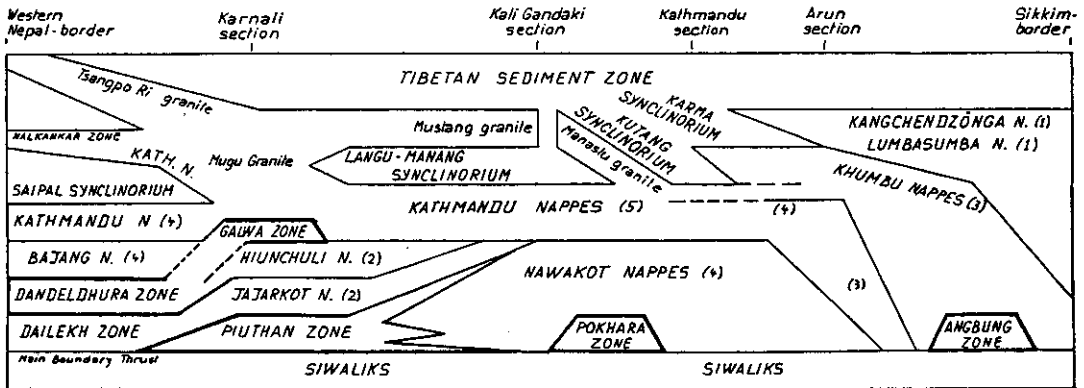 Western
Nepal-border
Karnali
section
Kali Gandaki
section
Kathmandu
section
Arun
section
Sikkim-
border
TIBETAN SEDIMENT ZONE
Tsangpo Ri granite
KARMA
SYNCLINORIUM
KUTANG
SYNCLINORIUM
Manaslu granite
Mustang granite
KANGCHENDZÖNGA N. (1)
LUMBASUMBA N. (1)
NALKANKAR ZONE
KATH. N.
Mugu Granite
LANGU-MANANG
SYNCLINORIUM
KHUMBU NAPPES (3)
SAIPAL SYNCLINORIUM
KATHMANDU NAPPES (5)
(4)
KATHMANDU N (4)
GALWA ZONE
BAJANG N. (4)
HIUNCHULI N. (2)
NAWAKOT NAPPES (4)
(3)
DANDELDHURA ZONE
JAJARKOT N. (2)
DAILEKH ZONE
PIUTHAN ZONE
POKHARA
ZONE
ANGBUNG
ZONE
Main Boundary Thrust
SIWALIKS
SIWALIKS